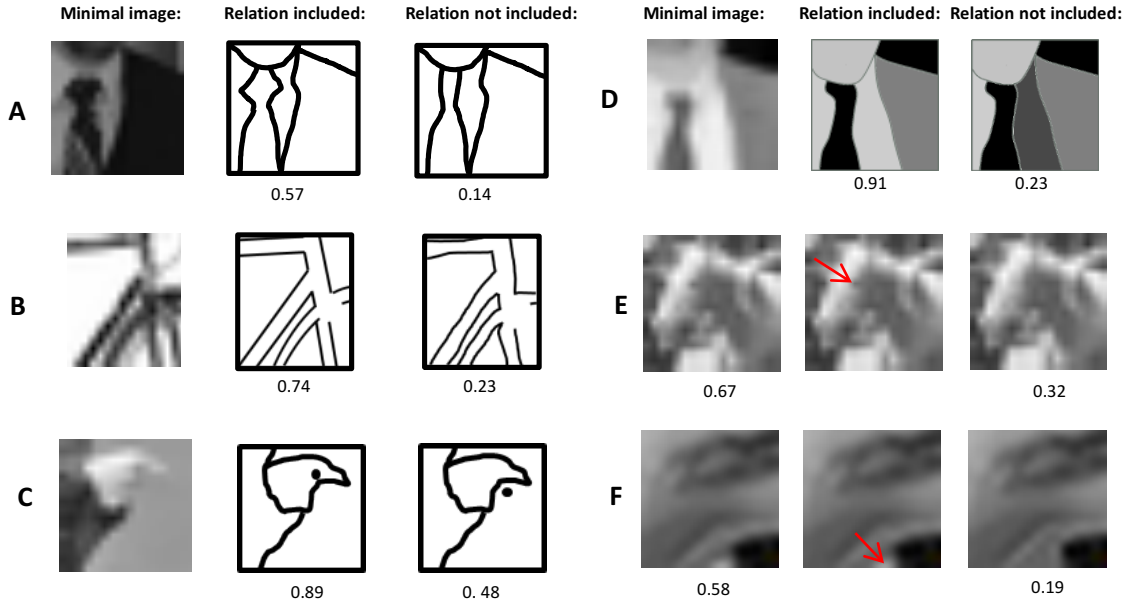 Minimal image: Relation included: Relation not included:
A
0.57 0.14
B
0.74 0.23
C
0.89 0. 48
Minimal image: Relation included: Relation not included:
D
0.91 0.23
E
0.67 0.32
F
0.58 0.19